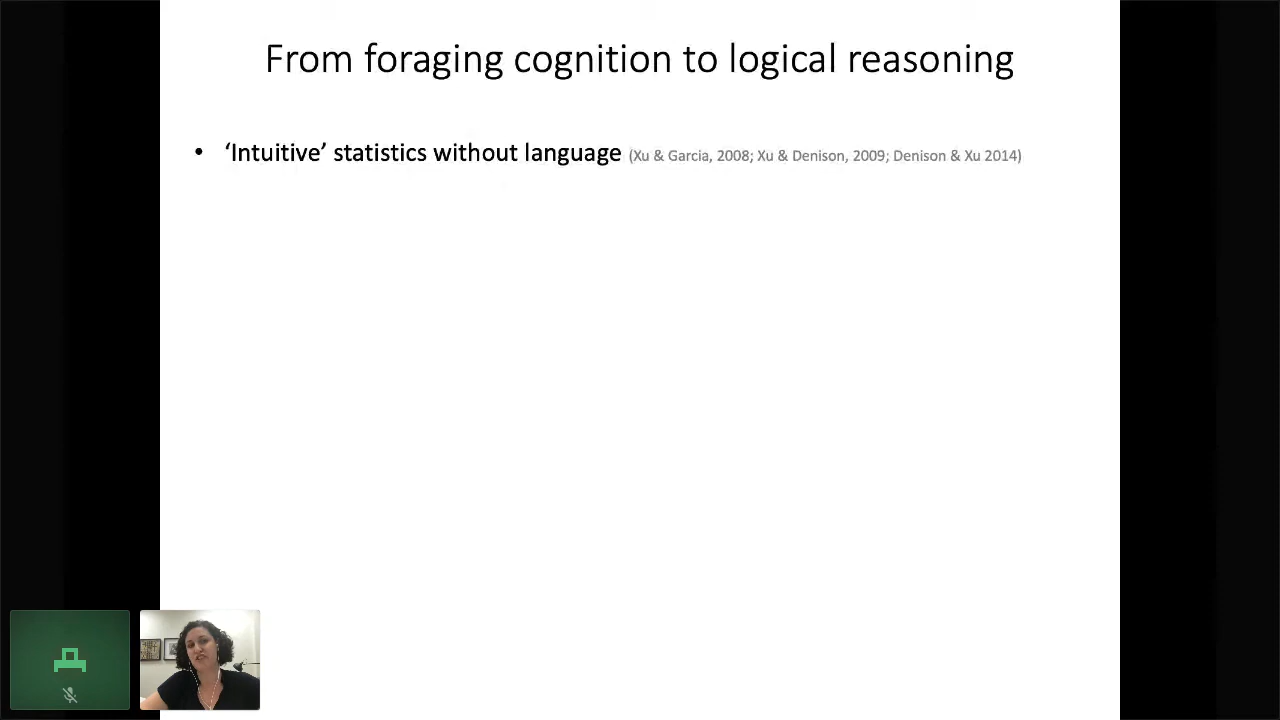 From foraging cognition to logical reasoning
• ‘Intuitive’ statistics without language (Xu & Garcia, 2008; Xu & Denison, 2009; Denison & Xu 2014)